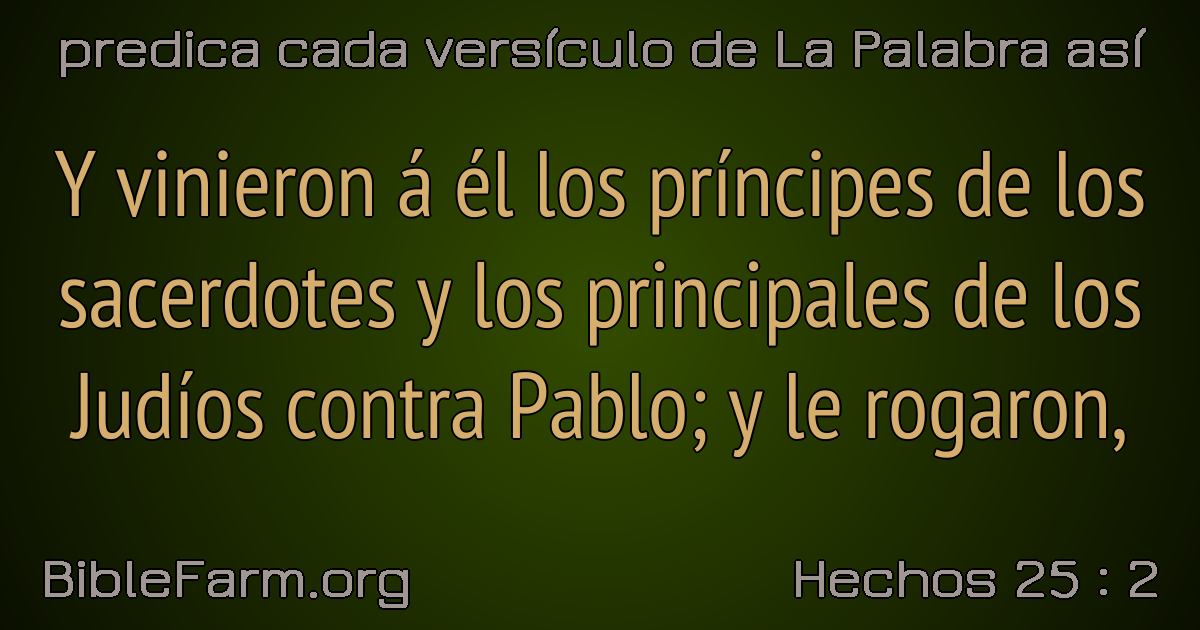 predica cada versículo de La Palabra así
Y vinieron á él los príncipes de los
sacerdotes y los principales de los
Judíos contra Pablo; y le rogaron,
BibleFarm.org
Hechos 25 : 2